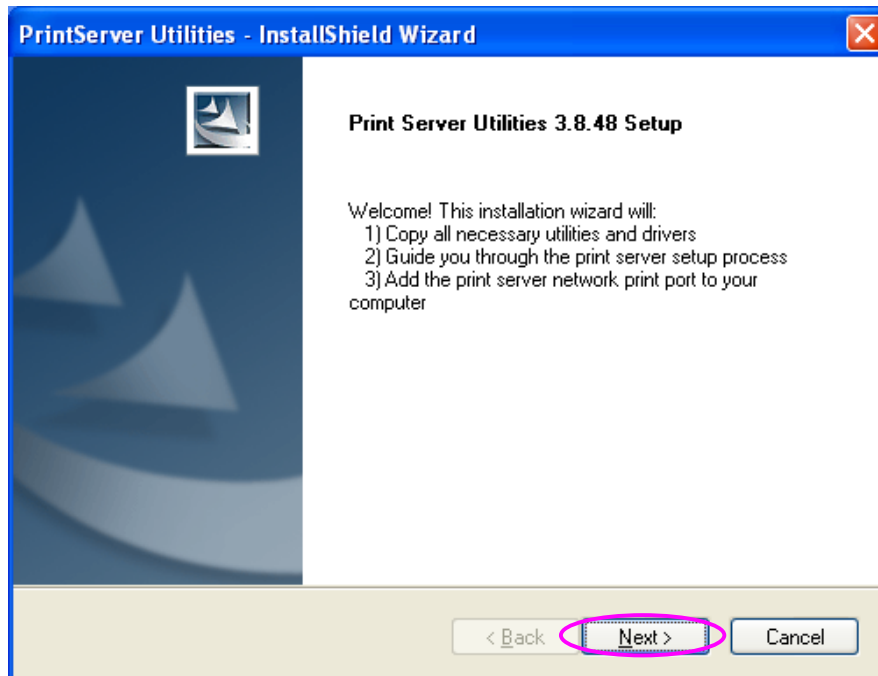 PrintServer Utilities - InstallShield Wizard
Print Server Utilities 3.8.48 Setup
Welcome! This installation wizard will:
1) Copy all necessary utilities and drivers
2) Guide you through the print server setup process
3) Add the print server network print port to your
computer
< Back
Next >
Cancel